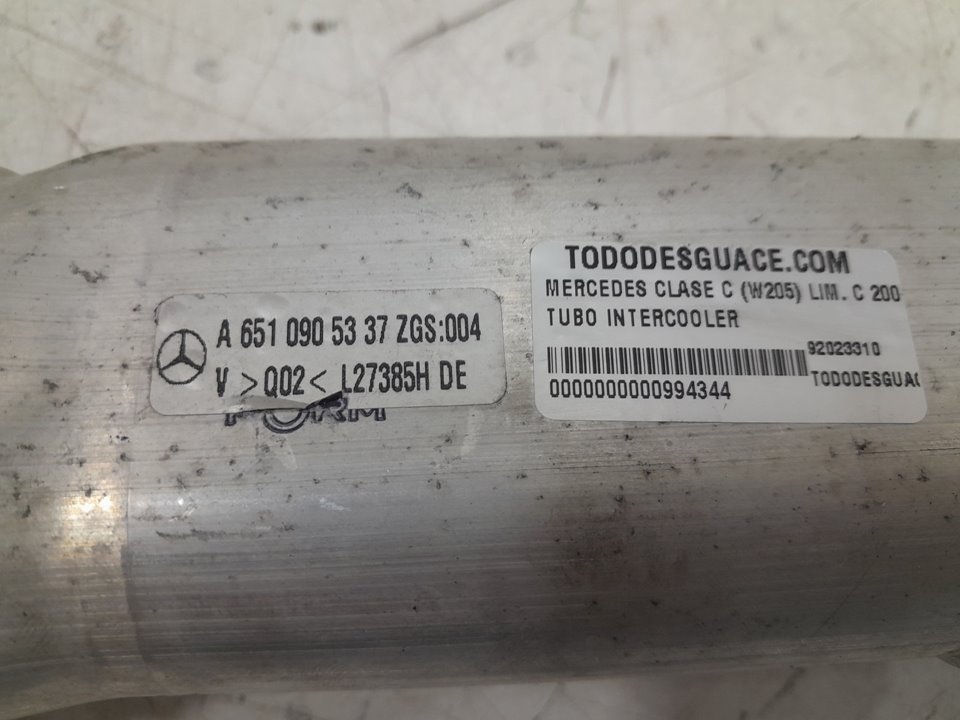 A 651 090 53 37 ZGS:004
V >Q02< L27385H DE
TODODESGUACE.COM
MERCEDES CLASE C (W205) LIM. C 200
TUBO INTERCOOLER
92023310
TODODESGUAC
0000000000994344